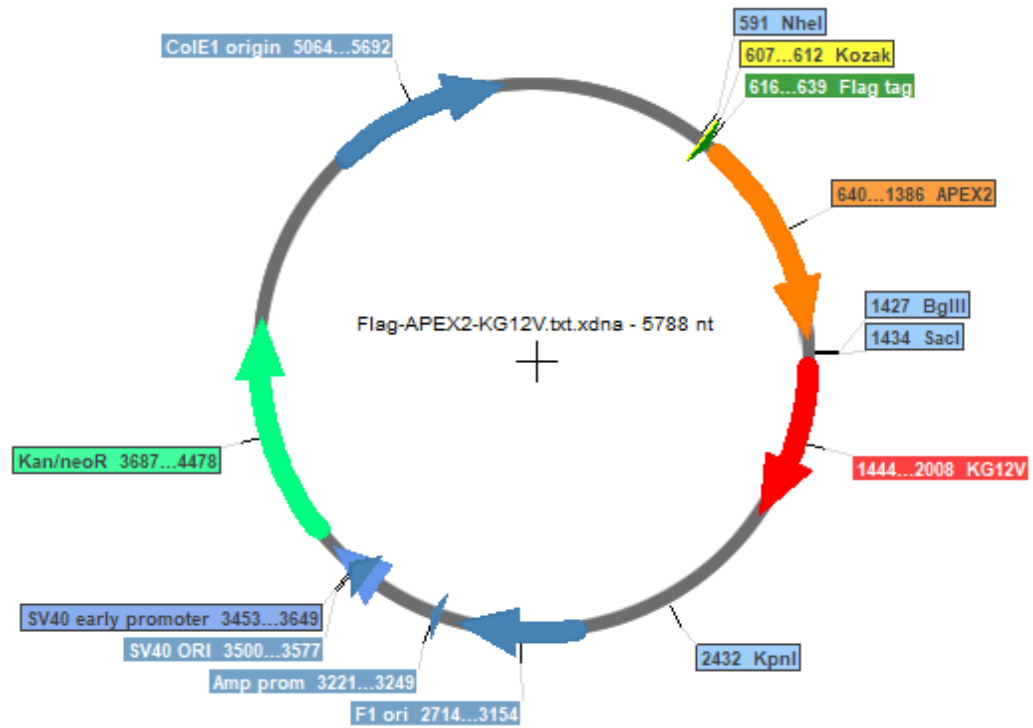 591 NheI
ColE1 origin 5064...5692
607...612 Kozak
616...639 Flag tag
640...1386 APEX2
1427 BglII
Flag-APEX2-KG12V.txt.xdna - 5788 nt
1434 SacI
Kan/neoR 3687...4478
1444...2008 KG12V
SV40 early promoter 3453...3649
SV40 ORI 3500...3577
2432 KpnI
Amp prom 3221...3249
F1 ori 2714...3154